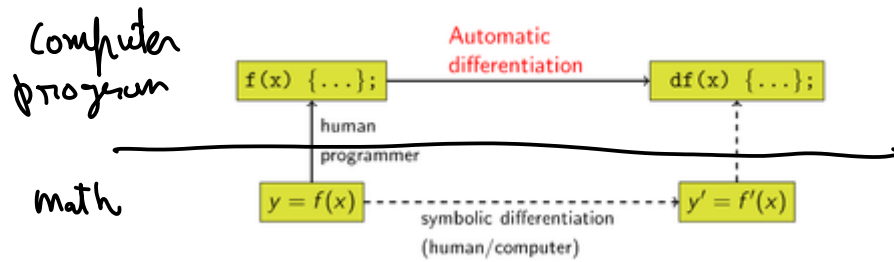 Computer
program
Automatic
differentiation
f(x) {...};
df(x) {...};
human
programmer
math
y = f(x)
y′ = f′(x)
symbolic differentiation
(human/computer)